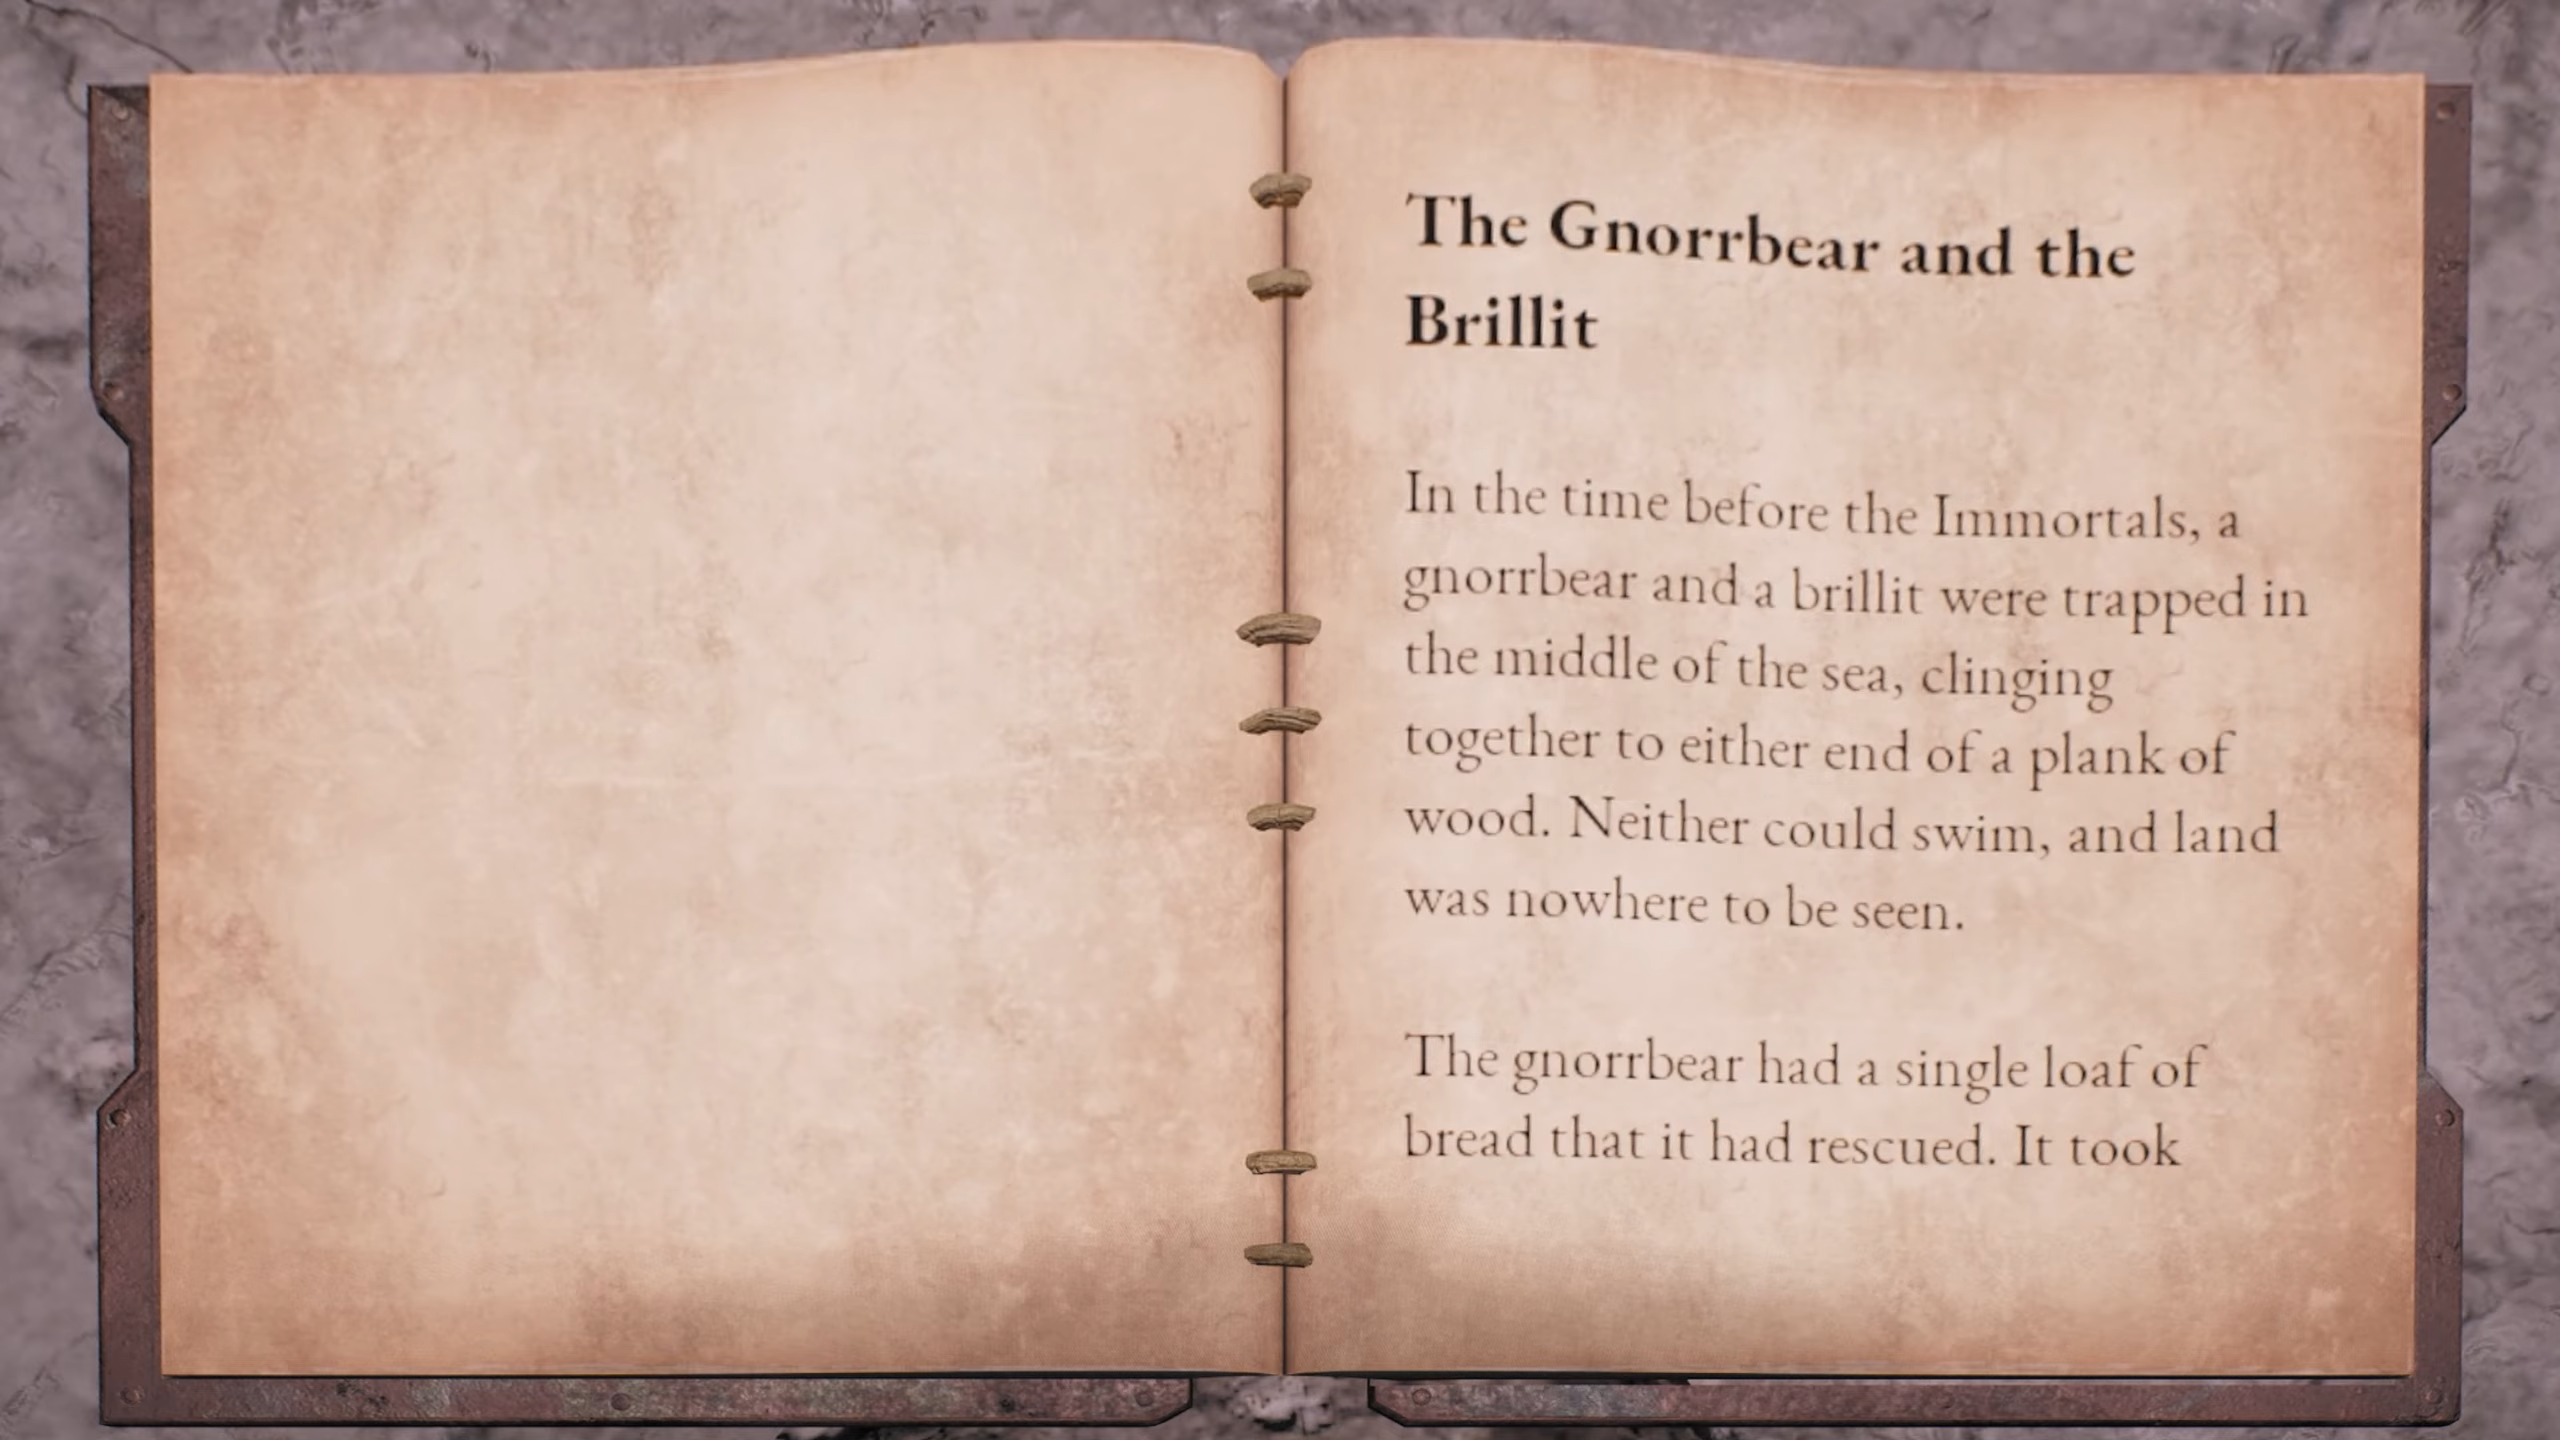 The Gnorrbear and the
Brillit
In the time before the Immortals, a
gnorrbear and a brillit were trapped in
the middle of the sea, clinging
together to either end of a plank of
wood. Neither could swim, and land
was nowhere to be seen.
The gnorrbear had a single loaf of
bread that it had rescued. It took